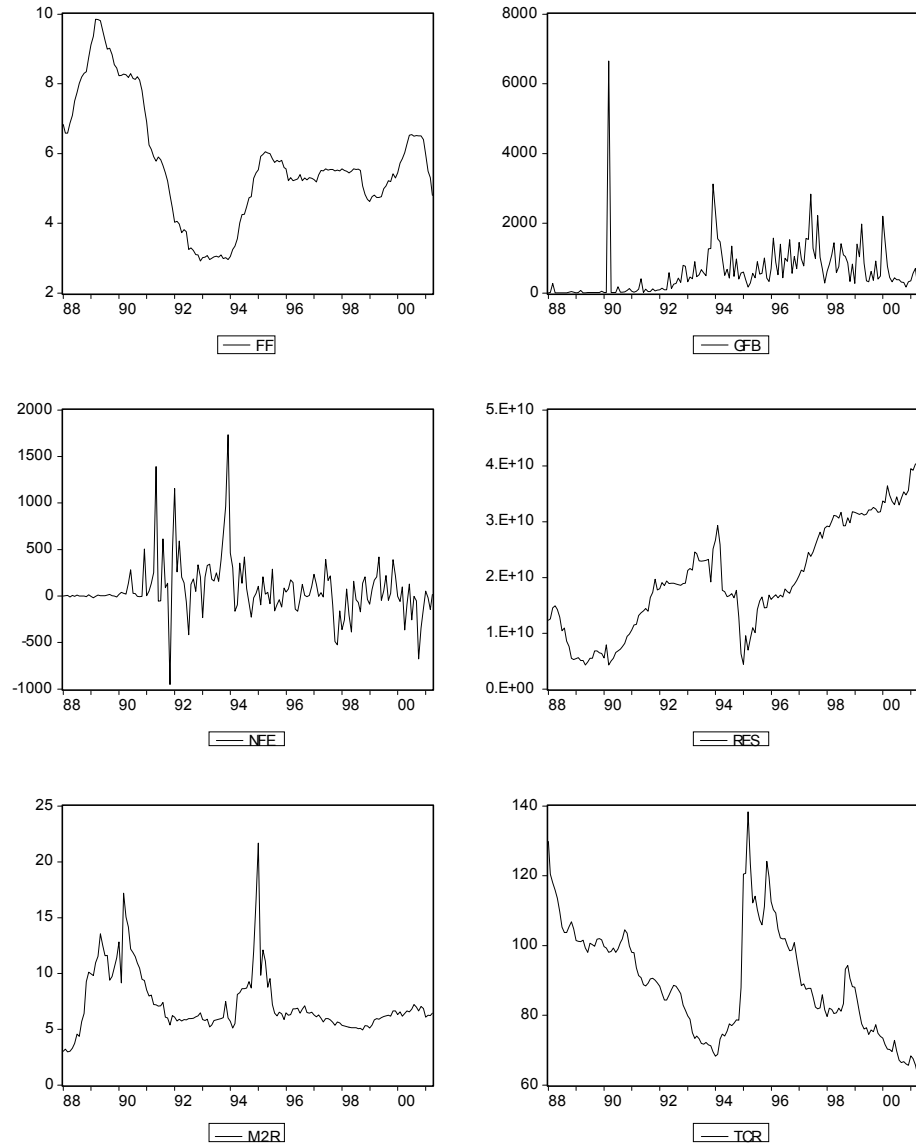 10
8
6
4
2
88 90 92 94 96 98 00
FF
8000
6000
4000
2000
0
88 90 92 94 96 98 00
GFB
2000
1500
1000
500
0
-500
-1000
88 90 92 94 96 98 00
NFE
5.E+10
4.E+10
3.E+10
2.E+10
1.E+10
0.E+00
88 90 92 94 96 98 00
RES
25
20
15
10
5
0
88 90 92 94 96 98 00
M2R
140
120
100
80
60
88 90 92 94 96 98 00
TCR